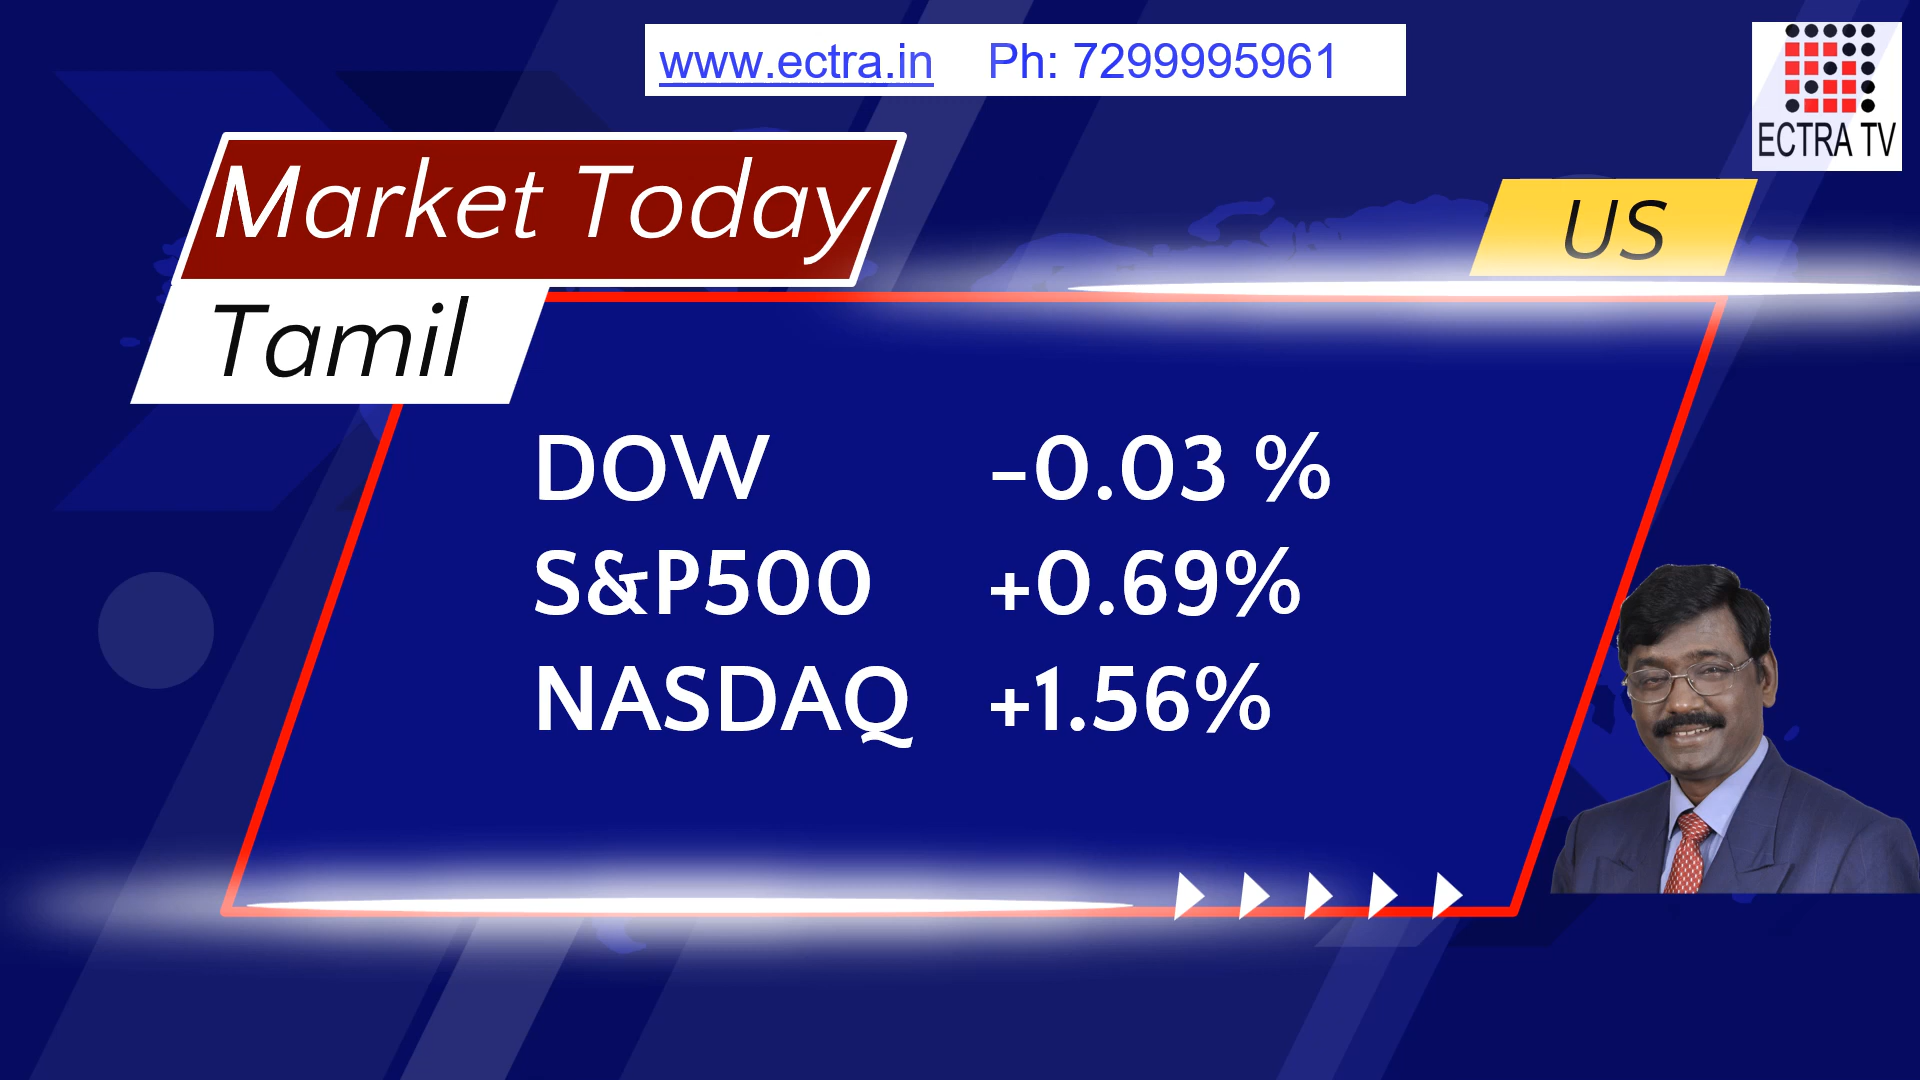 www.ectra.in Ph: 7299995961
ECTRA TV
Market Today
US
Tamil
DOW -0.03 %
S&P500 +0.69%
NASDAQ +1.56%